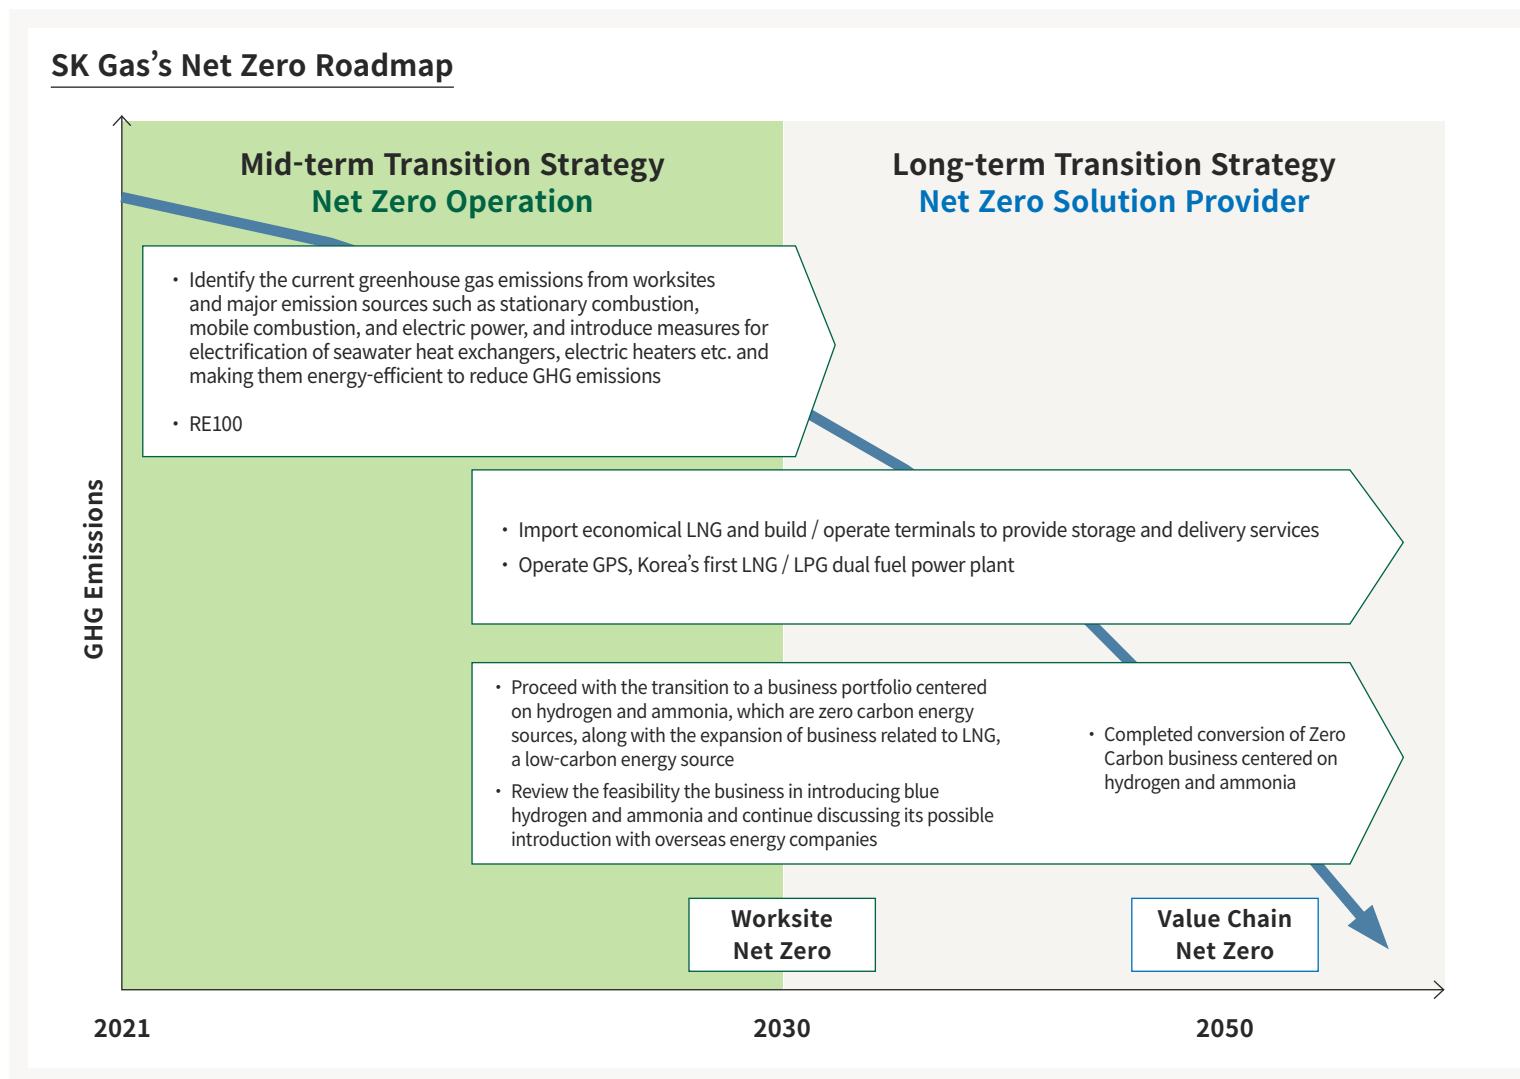 SK Gas's Net Zero Roadmap
Mid-term Transition Strategy
Net Zero Operation
Long-term Transition Strategy
Net Zero Solution Provider
• Identify the current greenhouse gas emissions from worksites
and major emission sources such as stationary combustion,
mobile combustion, and electric power, and introduce measures for
electrification of seawater heat exchangers, electric heaters etc. and
making them energy-efficient to reduce GHG emissions
• RE100
• Import economical LNG and build / operate terminals to provide storage and delivery services
• Operate GPS, Korea's first LNG / LPG dual fuel power plant
• Proceed with the transition to a business portfolio centered
on hydrogen and ammonia, which are zero carbon energy
sources, along with the expansion of business related to LNG,
a low-carbon energy source
• Review the feasibility the business in introducing blue
hydrogen and ammonia and continue discussing its possible
introduction with overseas energy companies
• Completed conversion of Zero
Carbon business centered on
hydrogen and ammonia
Worksite
Net Zero
Value Chain
Net Zero
GHG Emissions
2021
2030
2050